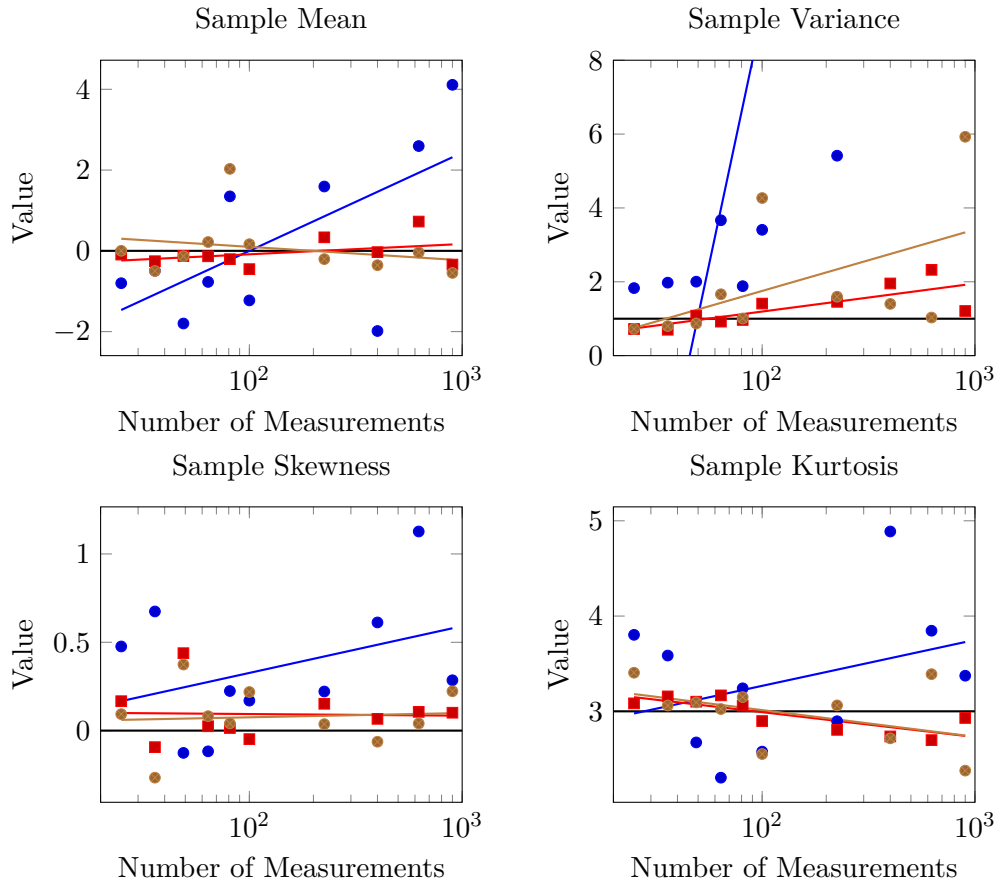 Sample Mean
4
2
0
−2
Value
10²
10³
Number of Measurements
Sample Variance
8
6
4
2
0
Value
10²
10³
Number of Measurements
Sample Skewness
1
0.5
0
Value
10²
10³
Number of Measurements
Sample Kurtosis
5
4
3
Value
10²
10³
Number of Measurements